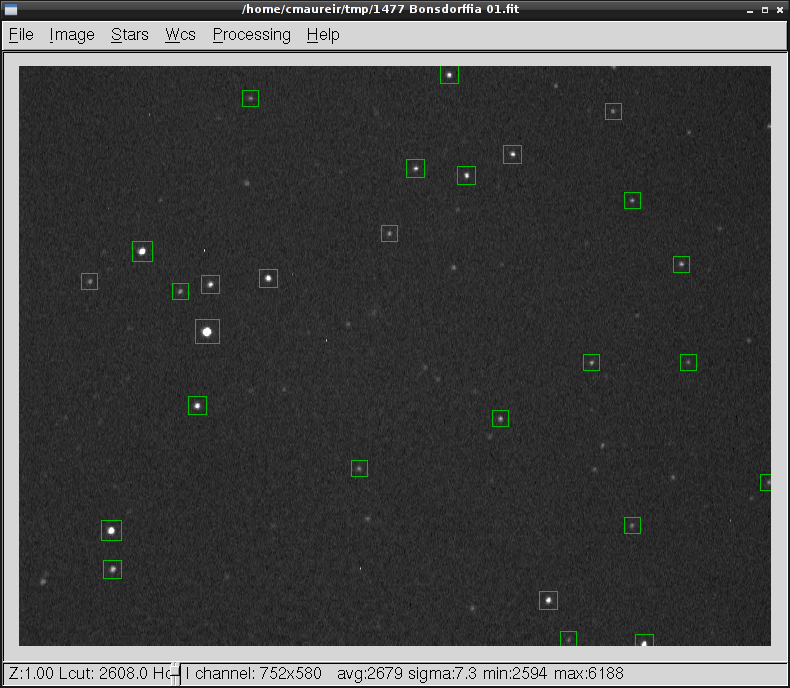 /home/cmaureir/tmp/1477 Bonsdorffia 01.fit
File Image Stars Wcs Processing Help
Z:1.00 Lcut: 2608.0 I channel: 752x580 avg:2679 sigma:7.3 min:2594 max:6188